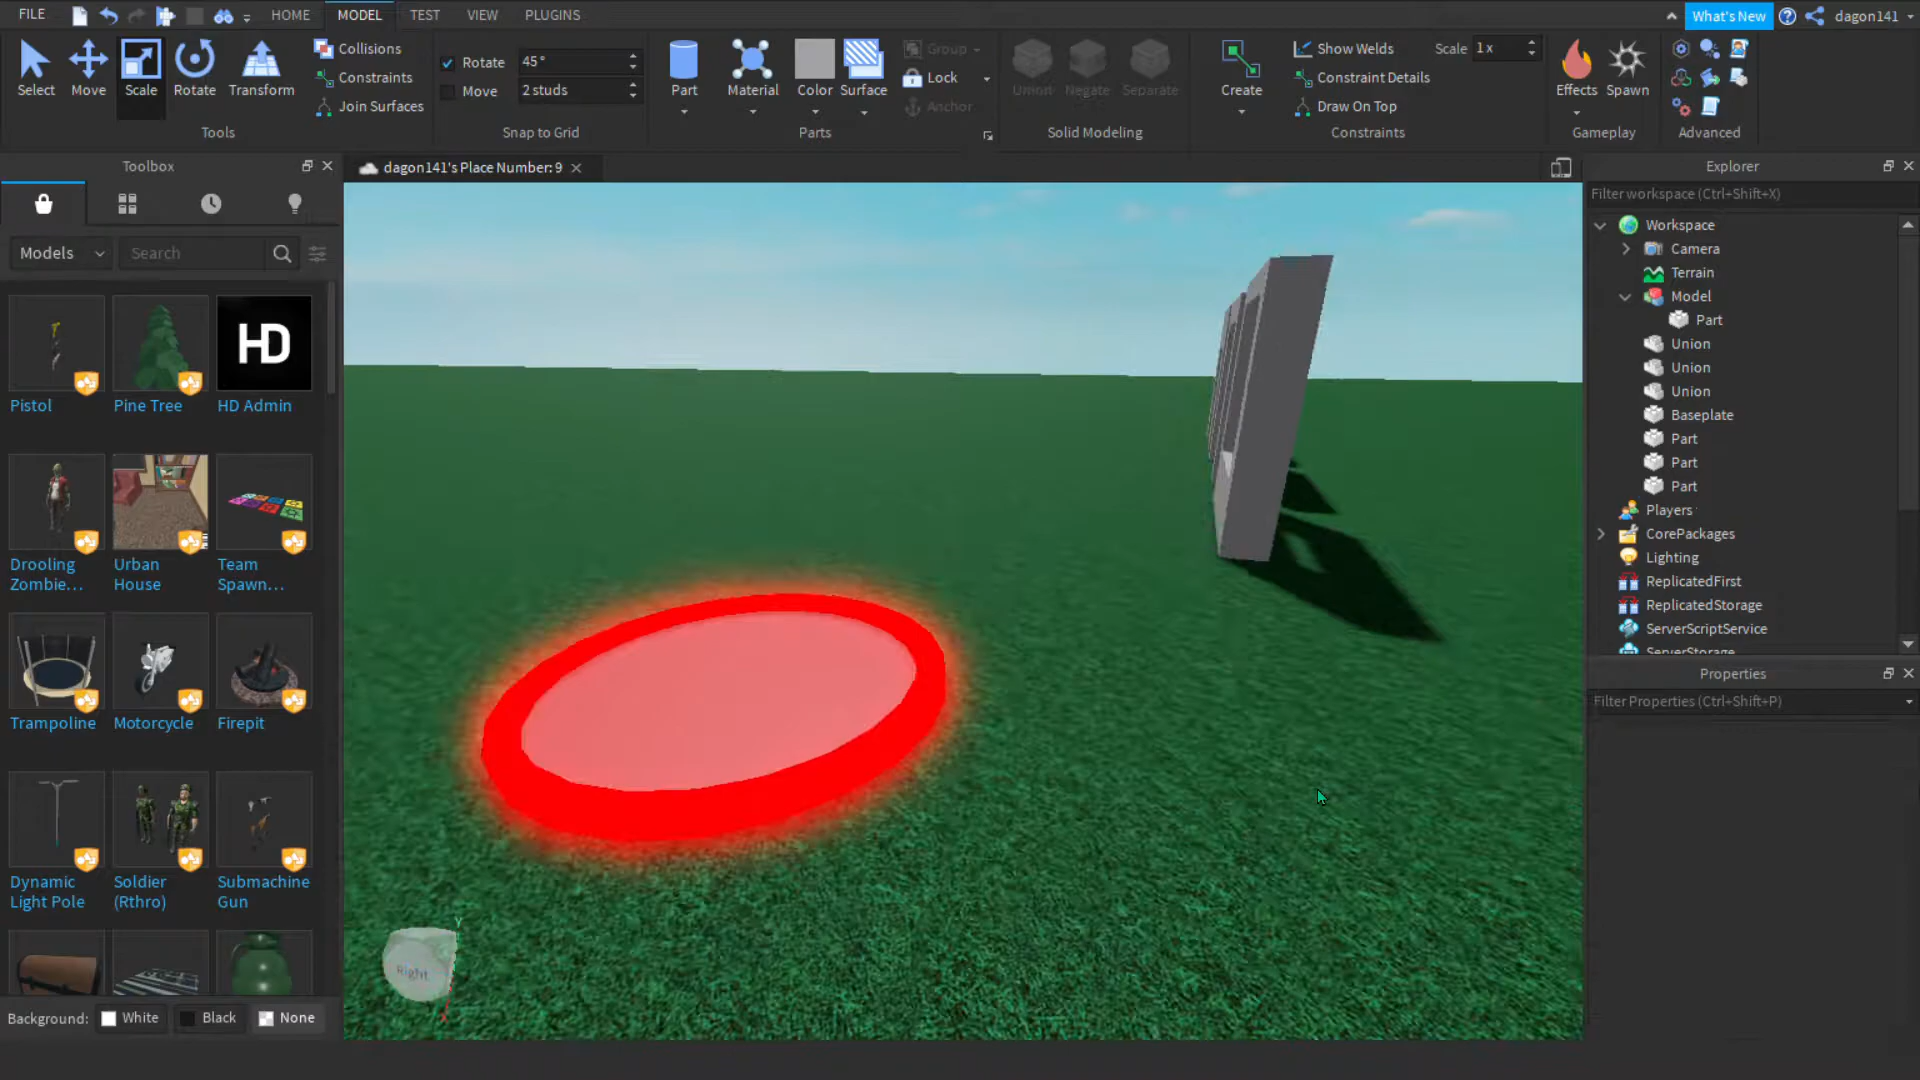 FILE HOME MODEL TEST VIEW PLUGINS What's New dagon141
Select Move Scale Rotate Transform
Collisions
Constraints
Join Surfaces
Tools
Rotate 45°
Move 2 studs
Snap to Grid
Part Material Color Surface
Group
Lock
Anchor
Parts
Union Negate Separate
Solid Modeling
Create
Show Welds Scale 1x
Constraint Details
Draw On Top
Constraints
Effects Spawn
Gameplay
Advanced
Toolbox
Models Search
Pistol Pine Tree HD Admin
HD
Drooling Zombie... Urban House Team Spawn...
Trampoline Motorcycle Firepit
Dynamic Light Pole Soldier (Rthro) Submachine Gun
Background: White Black None
dagon141's Place Number: 9
Right
Y
X
Explorer
Filter workspace (Ctrl+Shift+X)
Workspace
Camera
Terrain
Model
Part
Union
Union
Union
Baseplate
Part
Part
Part
Players
CorePackages
Lighting
ReplicatedFirst
ReplicatedStorage
ServerScriptService
ServerStorage
Properties
Filter Properties (Ctrl+Shift+P)